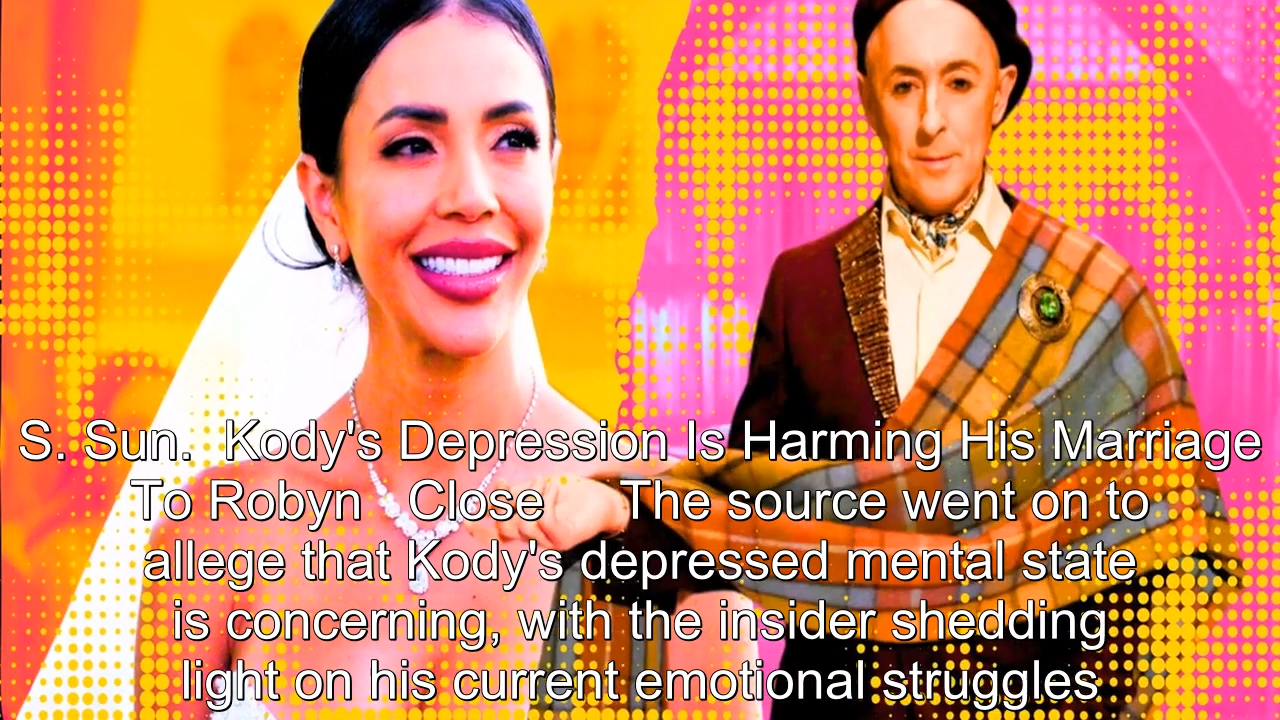 S. Sun.  Kody's Depression Is Harming His Marriage
To Robyn   Close     The source went on to
allege that Kody's depressed mental state
is concerning, with the insider shedding
light on his current emotional struggles